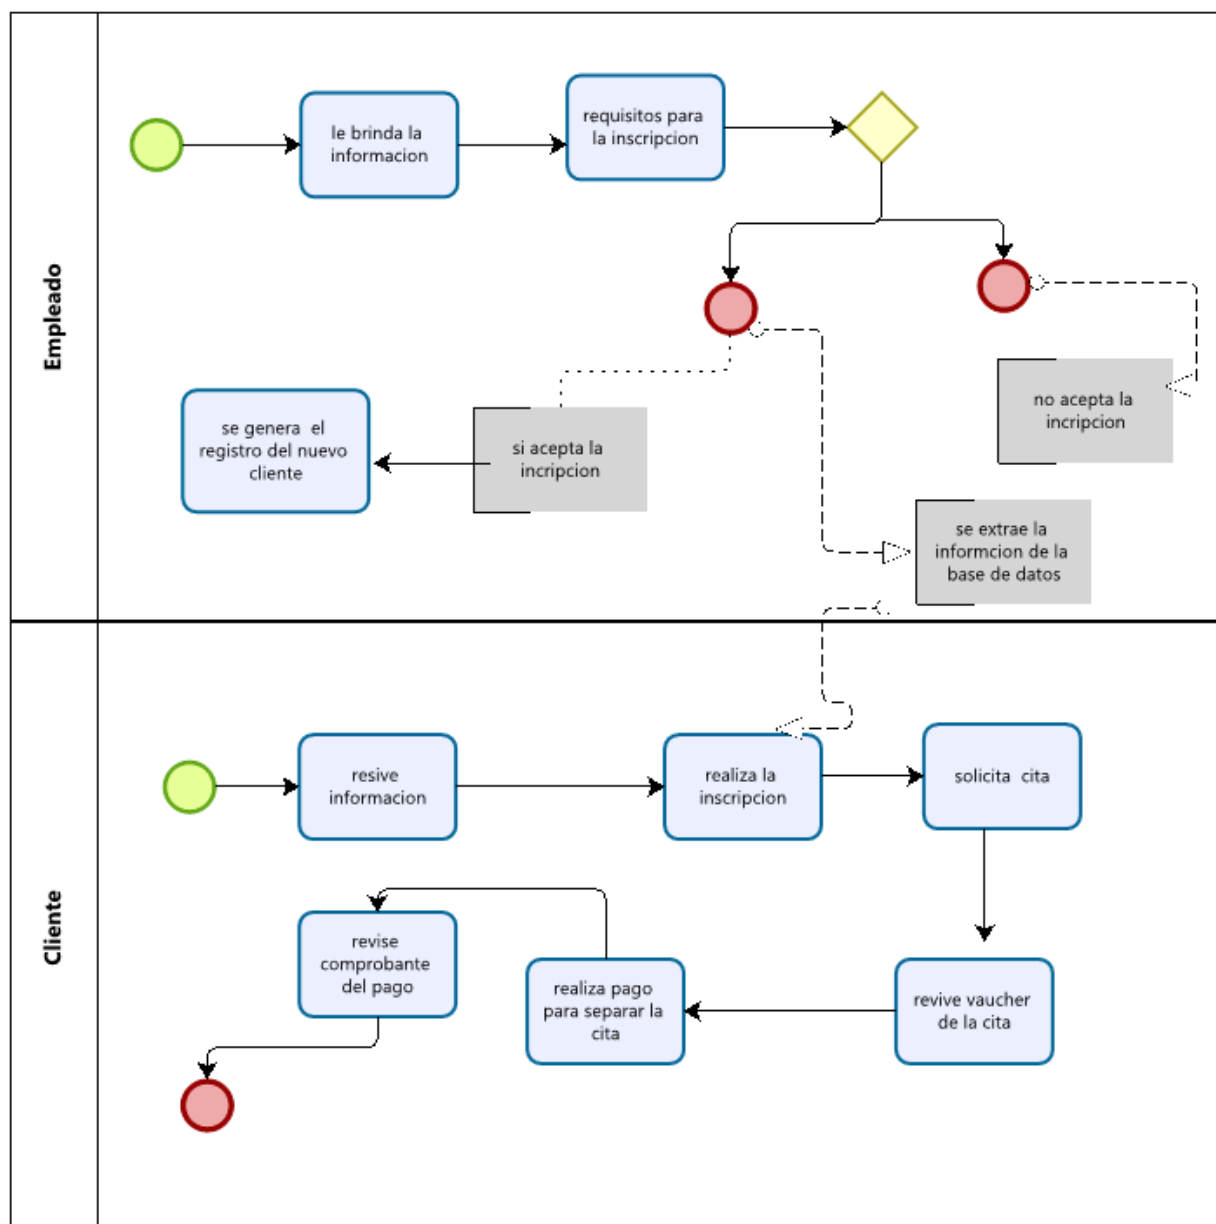 Empleado
le brinda la
informacion
requisitos para
la inscripcion
no acepta la
incripcion
se genera el
registro del nuevo
cliente
si acepta la
incripcion
se extrae la
informcion de la
base de datos
Cliente
resive
informacion
realiza la
inscripcion
solicita cita
revise
comprobante
del pago
realiza pago
para separar la
cita
revive vaucher
de la cita